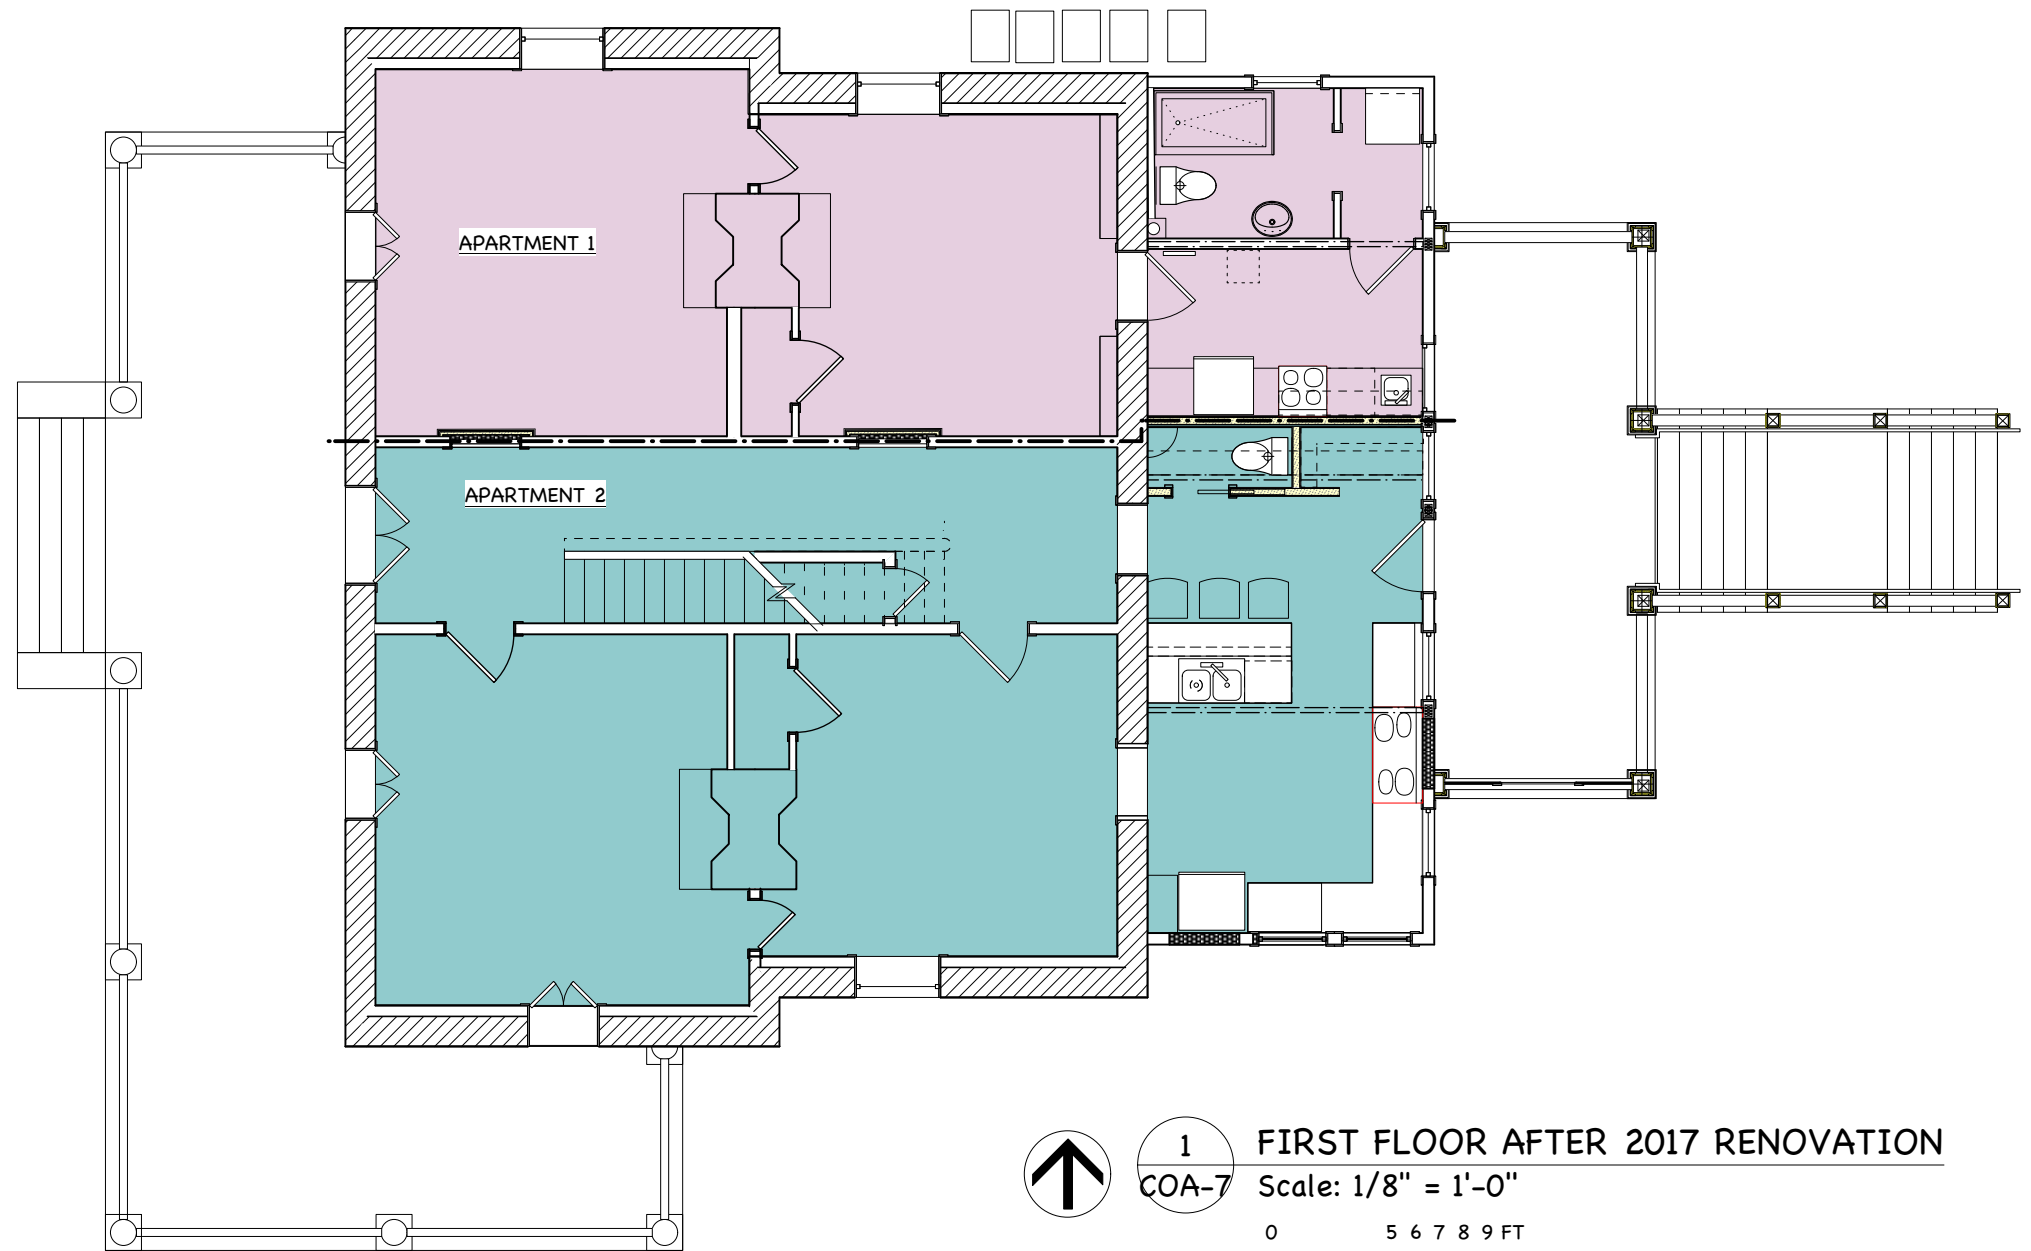 APARTMENT 1
APARTMENT 2
1
COA-7
FIRST FLOOR AFTER 2017 RENOVATION
Scale: 1/8" = 1'-0"
0 5 6 7 8 9 FT